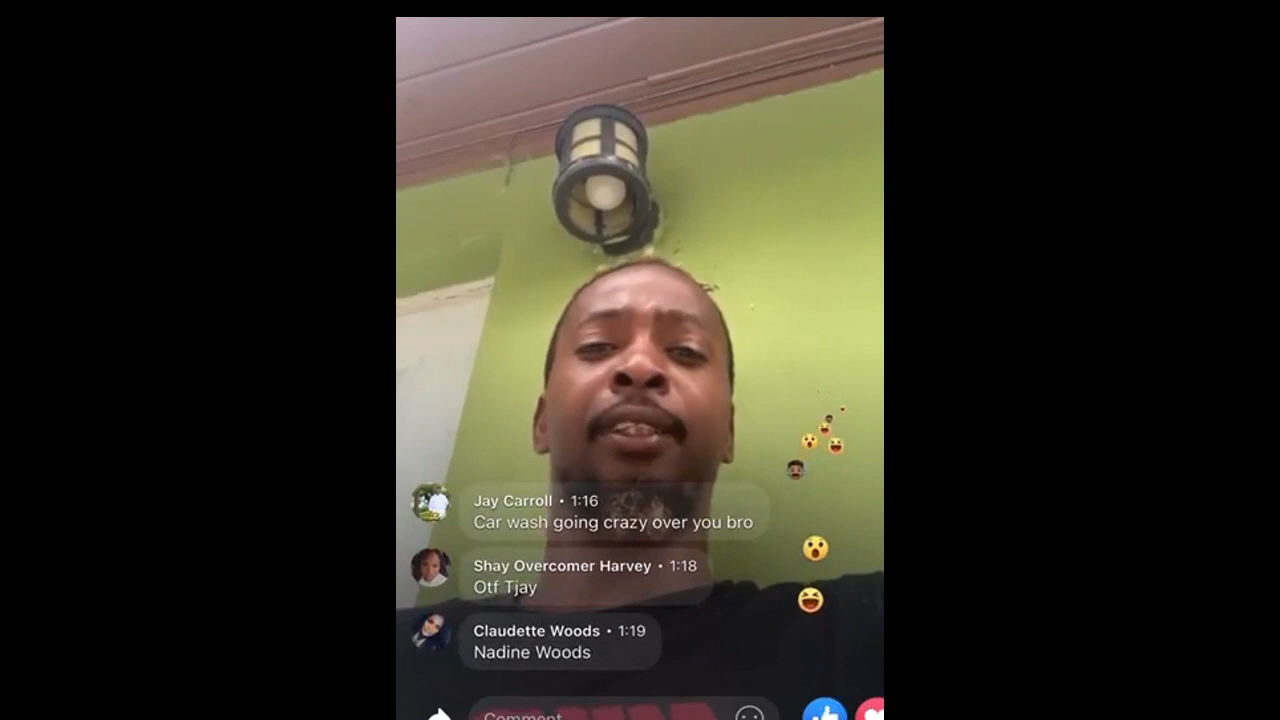 Jay Carroll • 1:16
Car wash going crazy over you bro
Shay Overcomer Harvey • 1:18
Otf Tjay
Claudette Woods • 1:19
Nadine Woods
Comment